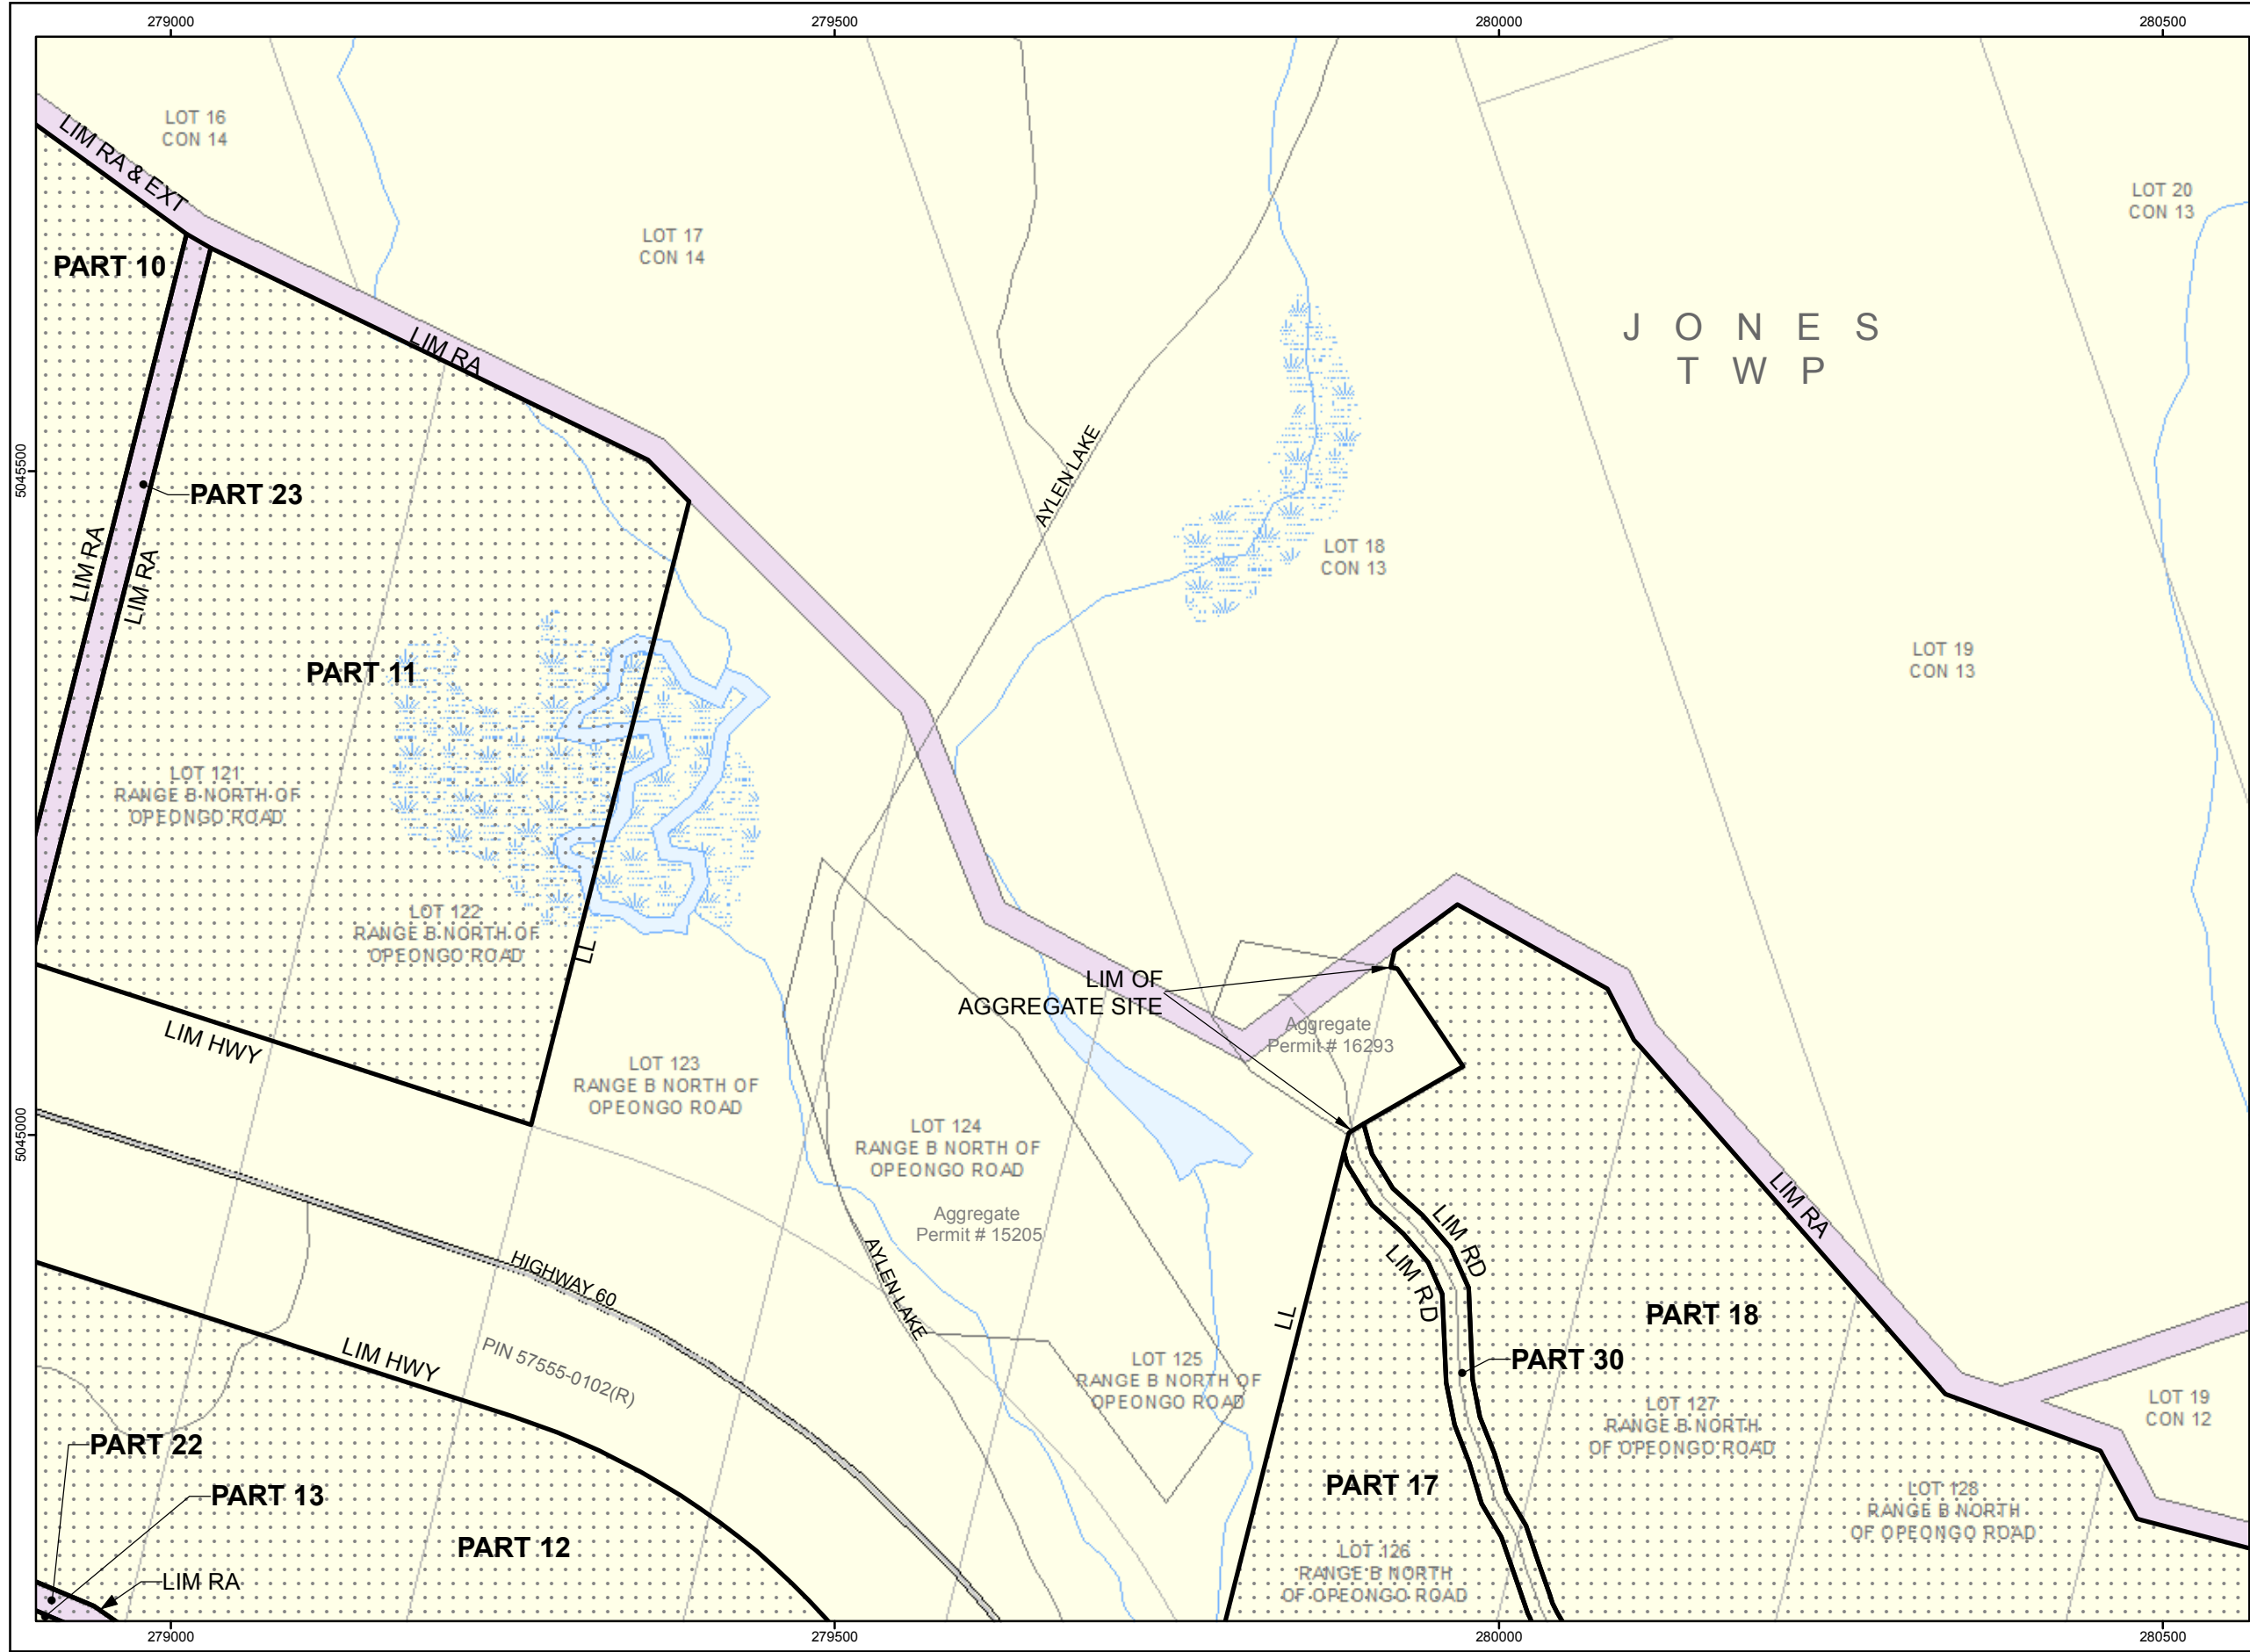 279000
279500
280000
280500
LOT 16
CON 14
LIM RA & EXT
LOT 17
CON 14
LOT 20
CON 13
PART 10
JONES
TWP
LIM RA
AYLEN LAKE
5045500
PART 23
LOT 18
CON 13
LIM RA
LIM RA
LOT 19
CON 13
PART 11
LOT 121
RANGE B NORTH OF
OPEONGO ROAD
LOT 122
RANGE B NORTH OF
OPEONGO ROAD
LL
LIM OF
AGGREGATE SITE
LIM HWY
Aggregate
Permit # 16293
LOT 123
RANGE B NORTH OF
OPEONGO ROAD
5045000
LOT 124
RANGE B NORTH OF
OPEONGO ROAD
Aggregate
Permit # 15205
LIM RA
LIM RD
LIM RD
HIGHWAY 60
AYLEN LAKE
LL
PART 18
LIM HWY
PIN 57555-0102(R)
LOT 125
RANGE B NORTH OF
OPEONGO ROAD
PART 30
LOT 127
RANGE B NORTH
OF OPEONGO ROAD
LOT 19
CON 12
PART 22
PART 13
PART 17
LOT 128
RANGE B NORTH
OF OPEONGO ROAD
PART 12
LOT 126
RANGE B NORTH
OF OPEONGO ROAD
LIM RA
279000
279500
280000
280500